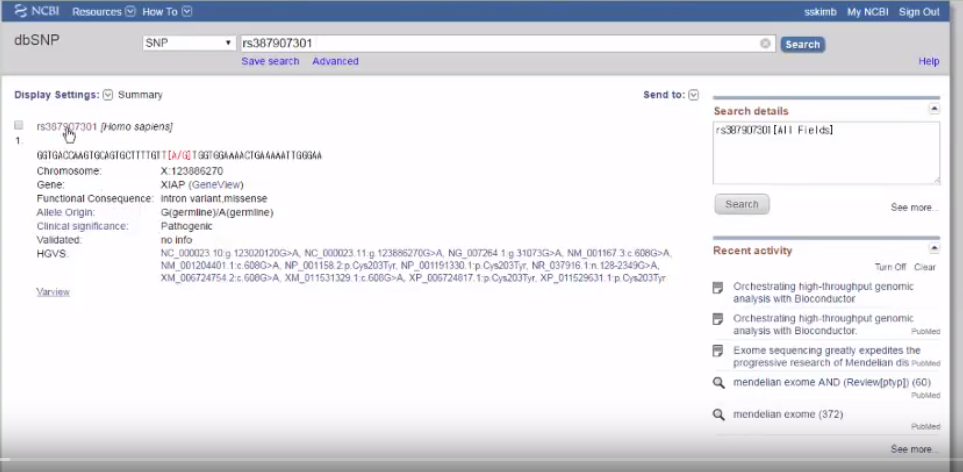 NCBI Resources How To sskimb My NCBI Sign Out
dbSNP
SNP rs387907301 Search
Save search Advanced Help
Display Settings: Summary Send to:
rs387907301 [Homo sapiens]
1.
GGTGACCAAGTGCAGTGCTTTTGTT[A/G]TGGTGGAAAACTGAAAAATTGGGAA
Chromosome: X:123886270
Gene: XIAP (GeneView)
Functional Consequence: intron variant,missense
Allele Origin: G(germline)/A(germline)
Clinical significance: Pathogenic
Validated: no info
HGVS: NC_000023.10:g.123020120G>A, NC_000023.11:g.123886270G>A, NG_007264.1:g.31073G>A, NM_001167.3:c.608G>A,
NM_001204401.1:c.608G>A, NP_001158.2:p.Cys203Tyr, NP_001191330.1:p.Cys203Tyr, NR_037916.1:n.128-2349G>A,
XM_006724754.2:c.608G>A, XM_011531329.1:c.608G>A, XP_006724817.1:p.Cys203Tyr, XP_011529631.1:p.Cys203Tyr
Varview
Search details
rs387907301[All Fields]
Search See more...
Recent activity
Turn Off Clear
Orchestrating high-throughput genomic
analysis with Bioconductor
Orchestrating high-throughput genomic
analysis with Bioconductor. PubMed
Exome sequencing greatly expedites the
progressive research of Mendelian dis PubMed
mendelian exome AND (Review[ptyp]) (60)
PubMed
mendelian exome (372)
PubMed
See more...